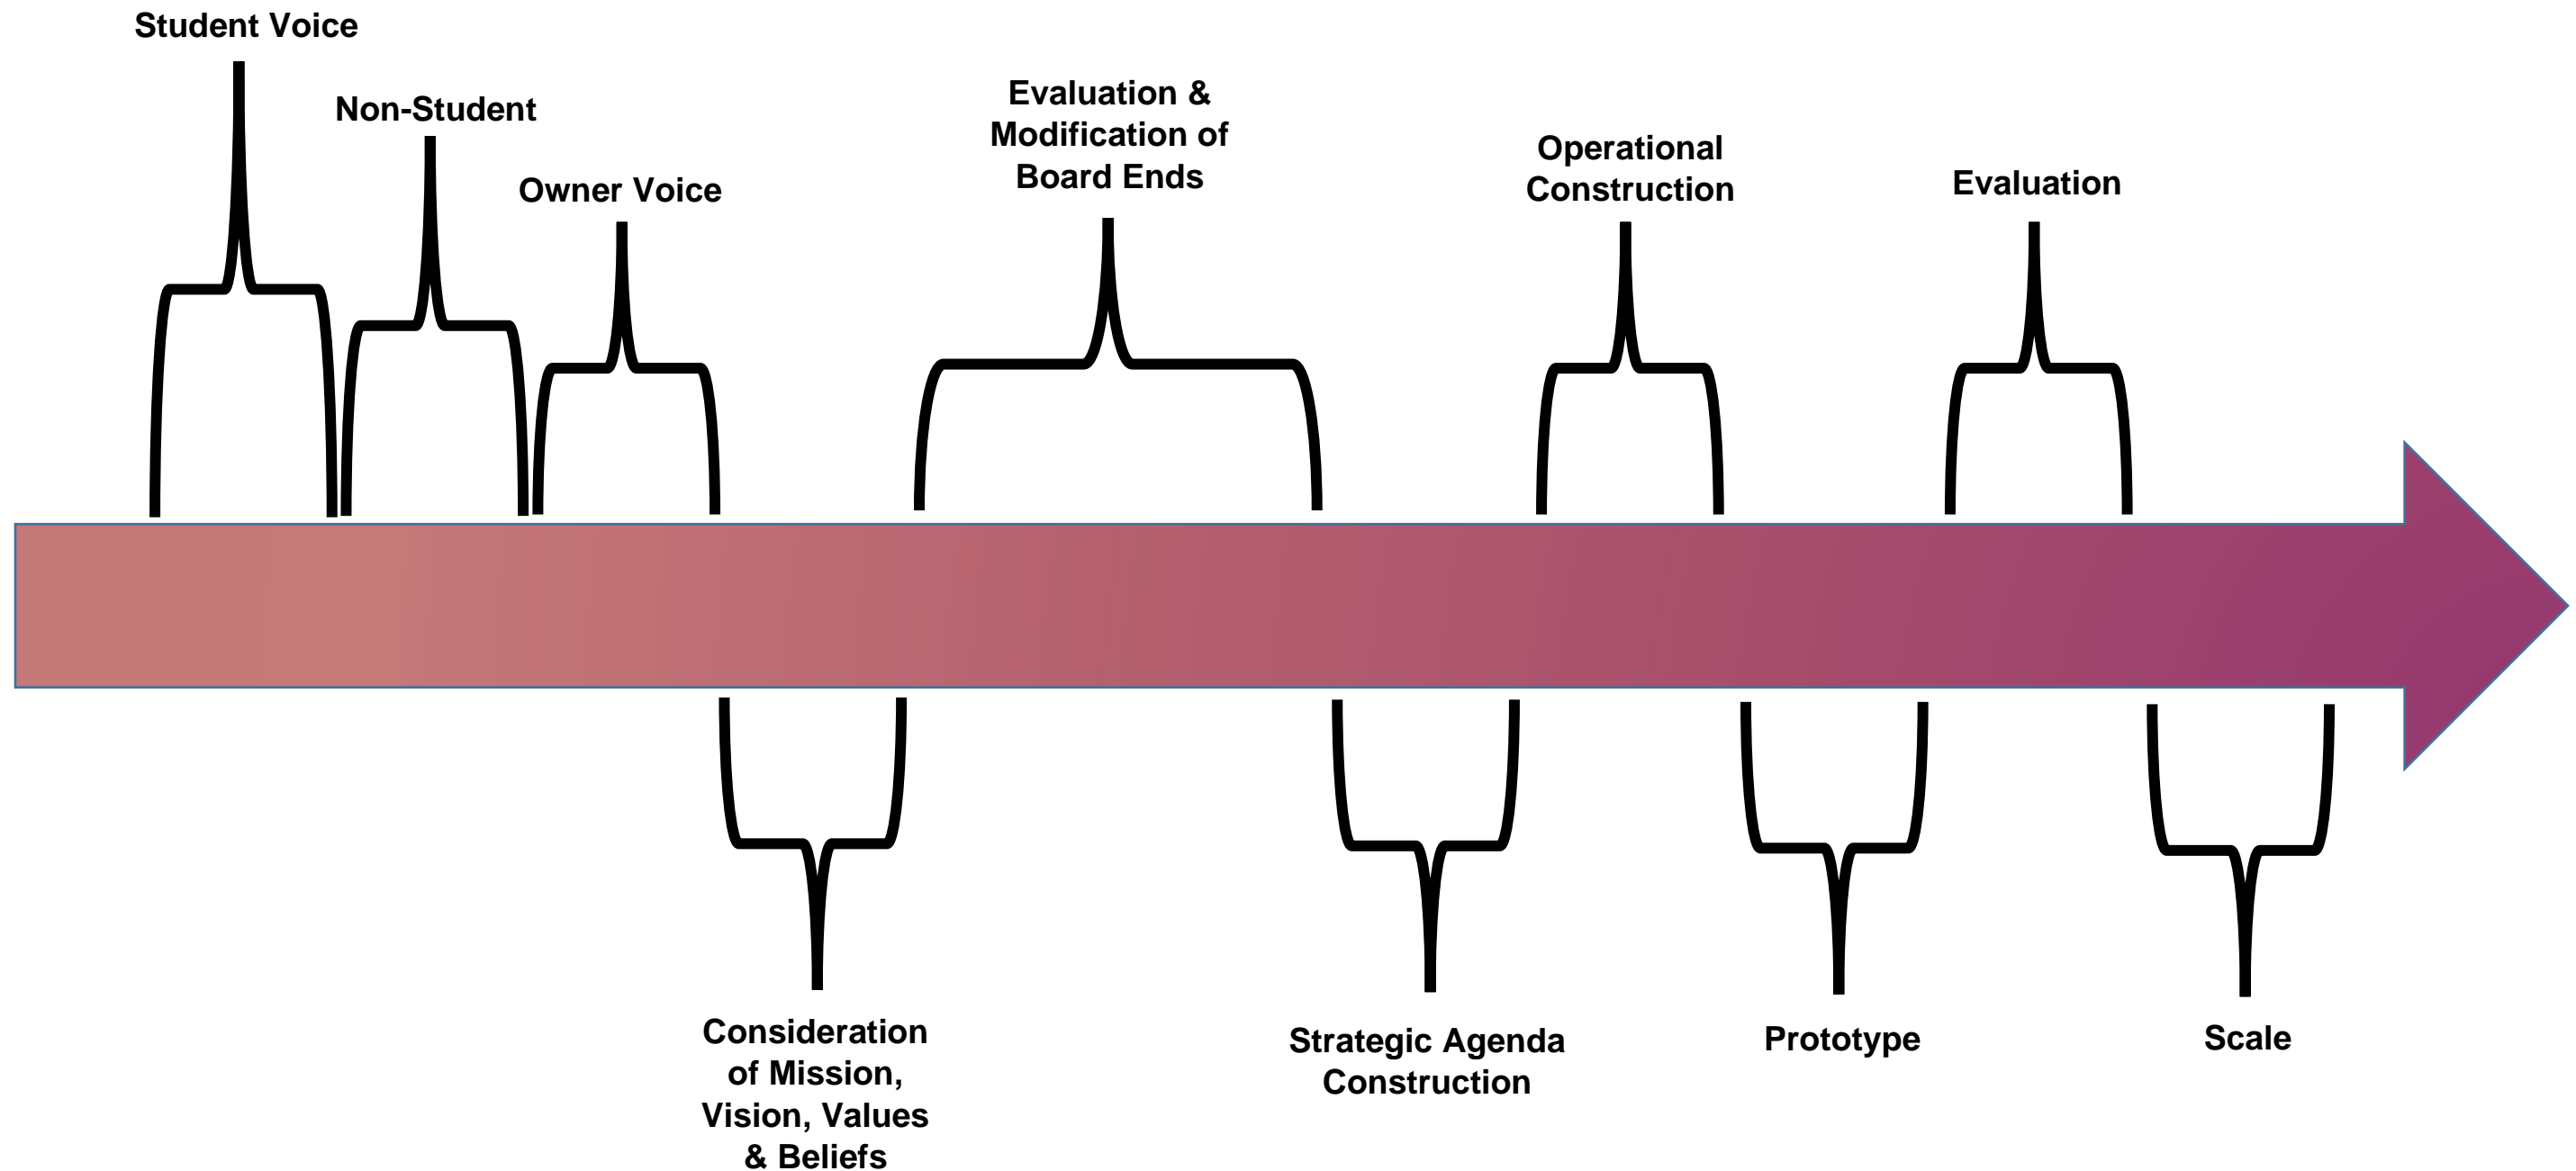 Student Voice
Non-Student
Owner Voice
Evaluation &
Modification of
Board Ends
Operational
Construction
Evaluation
Consideration
of Mission,
Vision, Values
& Beliefs
Strategic Agenda
Construction
Prototype
Scale